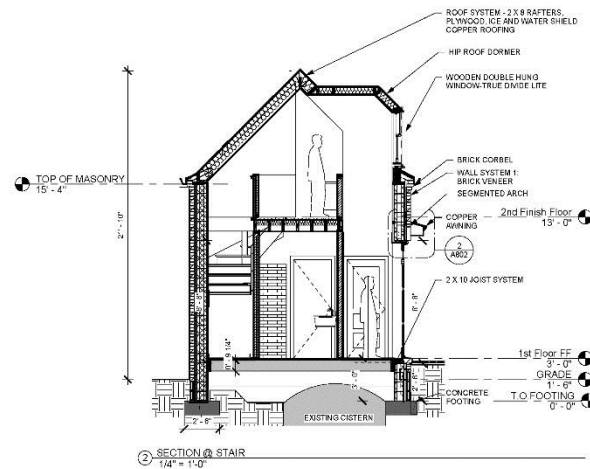 ROOF SYSTEM - 2 X 8 RAFTERS,
PLYWOOD, ICE AND WATER SHIELD
COPPER ROOFING
HIP ROOF DORMER
WOODEN DOUBLE HUNG
WINDOW-TRUE DIVIDE LITE
TOP OF MASONRY
15' - 4"
BRICK CORBEL
WALL SYSTEM 1:
BRICK VENEER
SEGMENTED ARCH
COPPER
AWNING
2nd Finish Floor
13' - 0"
2
A802
2 X 10 JOIST SYSTEM
1st Floor FF
3' - 0"
GRADE
1' - 6"
CONCRETE
FOOTING
T.O. FOOTING
0' - 0"
EXISTING CISTERN
2' - 6"
2 SECTION @ STAIR
1/4" = 1'-0"